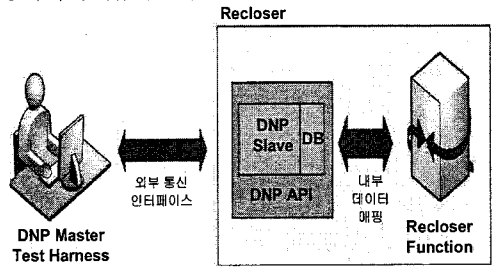 Recloser
DNP
Slave
DB
DNP API
외부 통신
인터페이스
내부
데이터
매핑
DNP Master
Test Harness
Recloser
Function